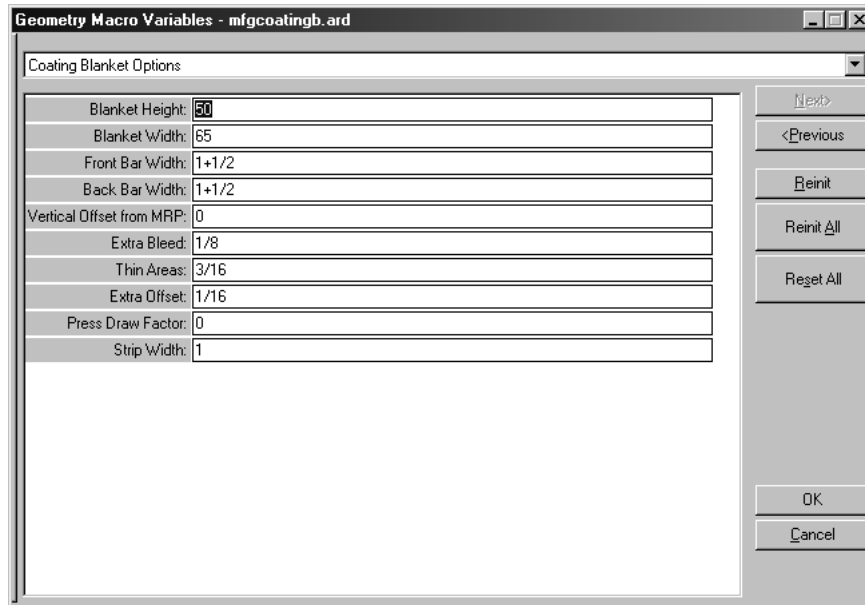 Geometry Macro Variables - mfgcoatingb.ard
Coating Blanket Options
Blanket Height: 50
Blanket Width: 65
Front Bar Width: 1+1/2
Back Bar Width: 1+1/2
Vertical Offset from MRP: 0
Extra Bleed: 1/8
Thin Areas: 3/16
Extra Offset: 1/16
Press Draw Factor: 0
Strip Width: 1
Next>
<Previous
Reinit
Reinit All
Reset All
OK
Cancel